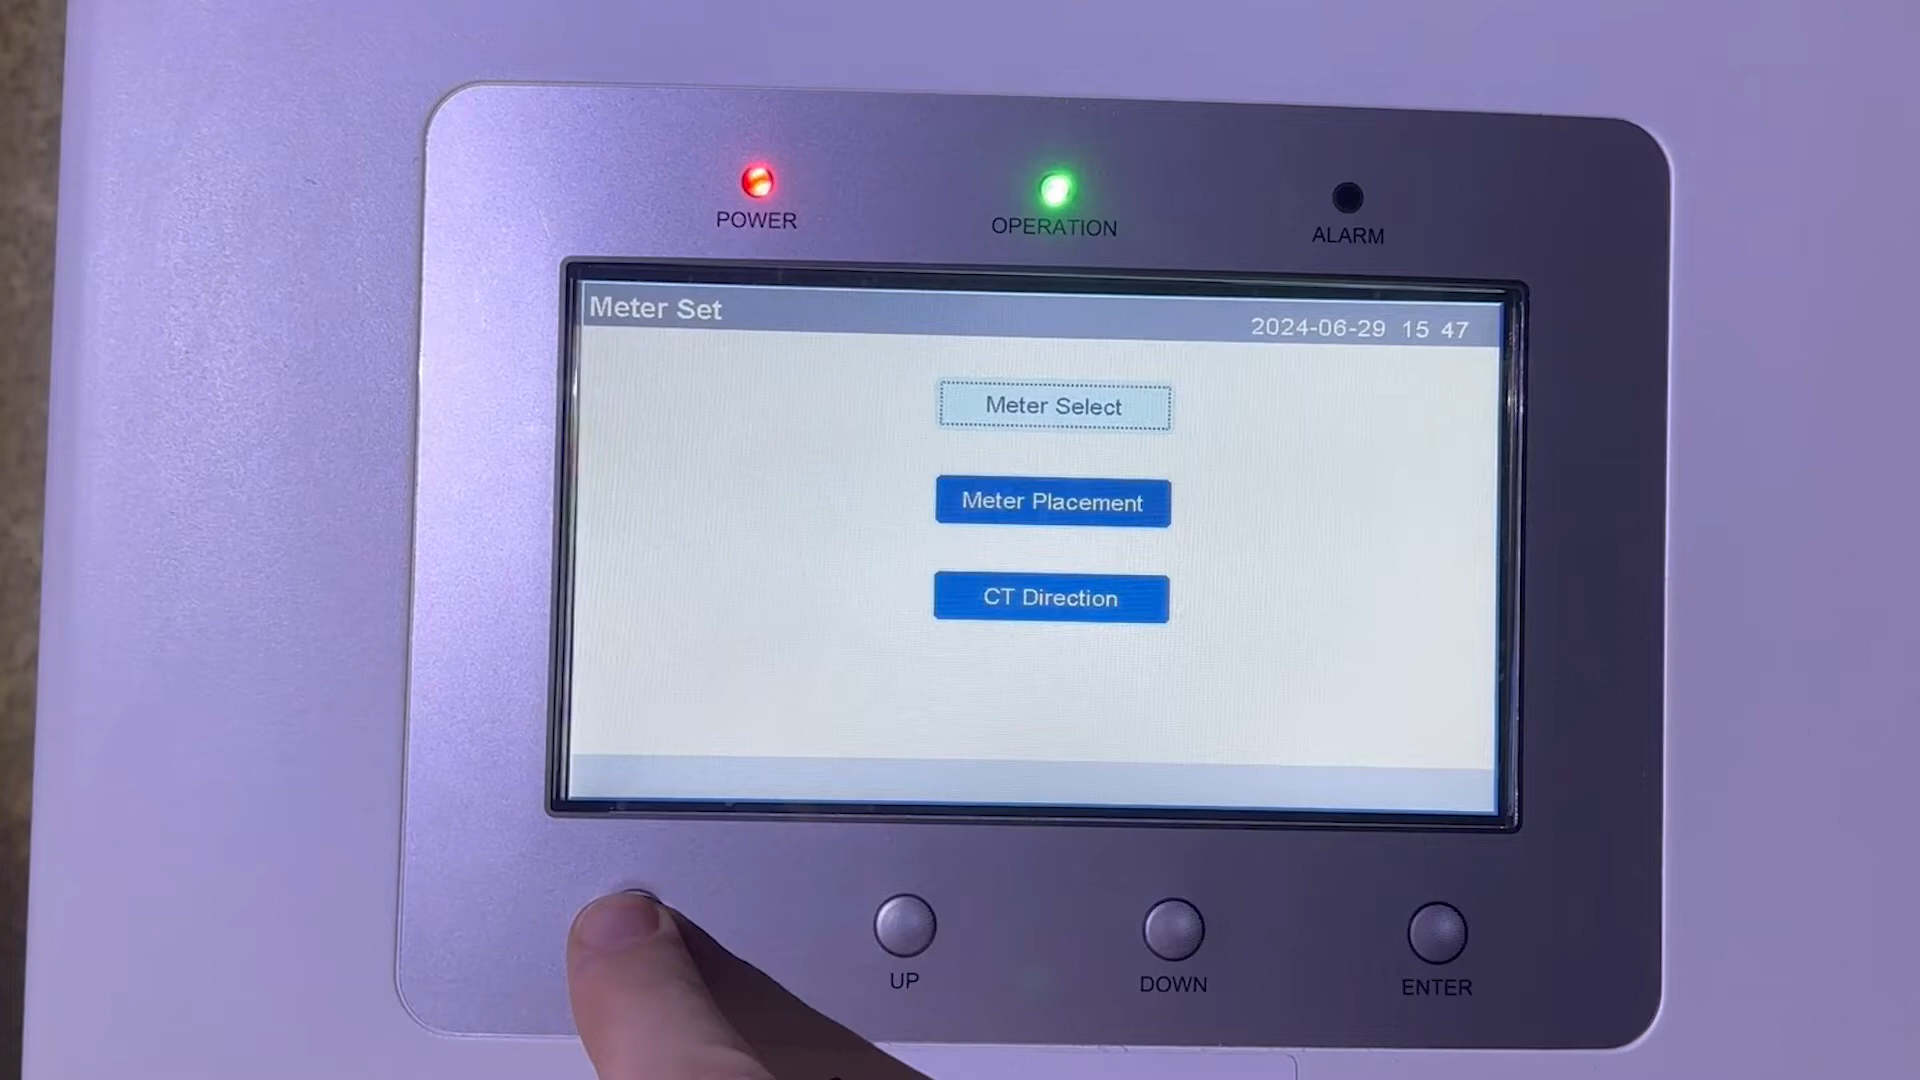 POWER
OPERATION
ALARM
Meter Set
2024-06-29 15 47
Meter Select
Meter Placement
CT Direction
UP
DOWN
ENTER